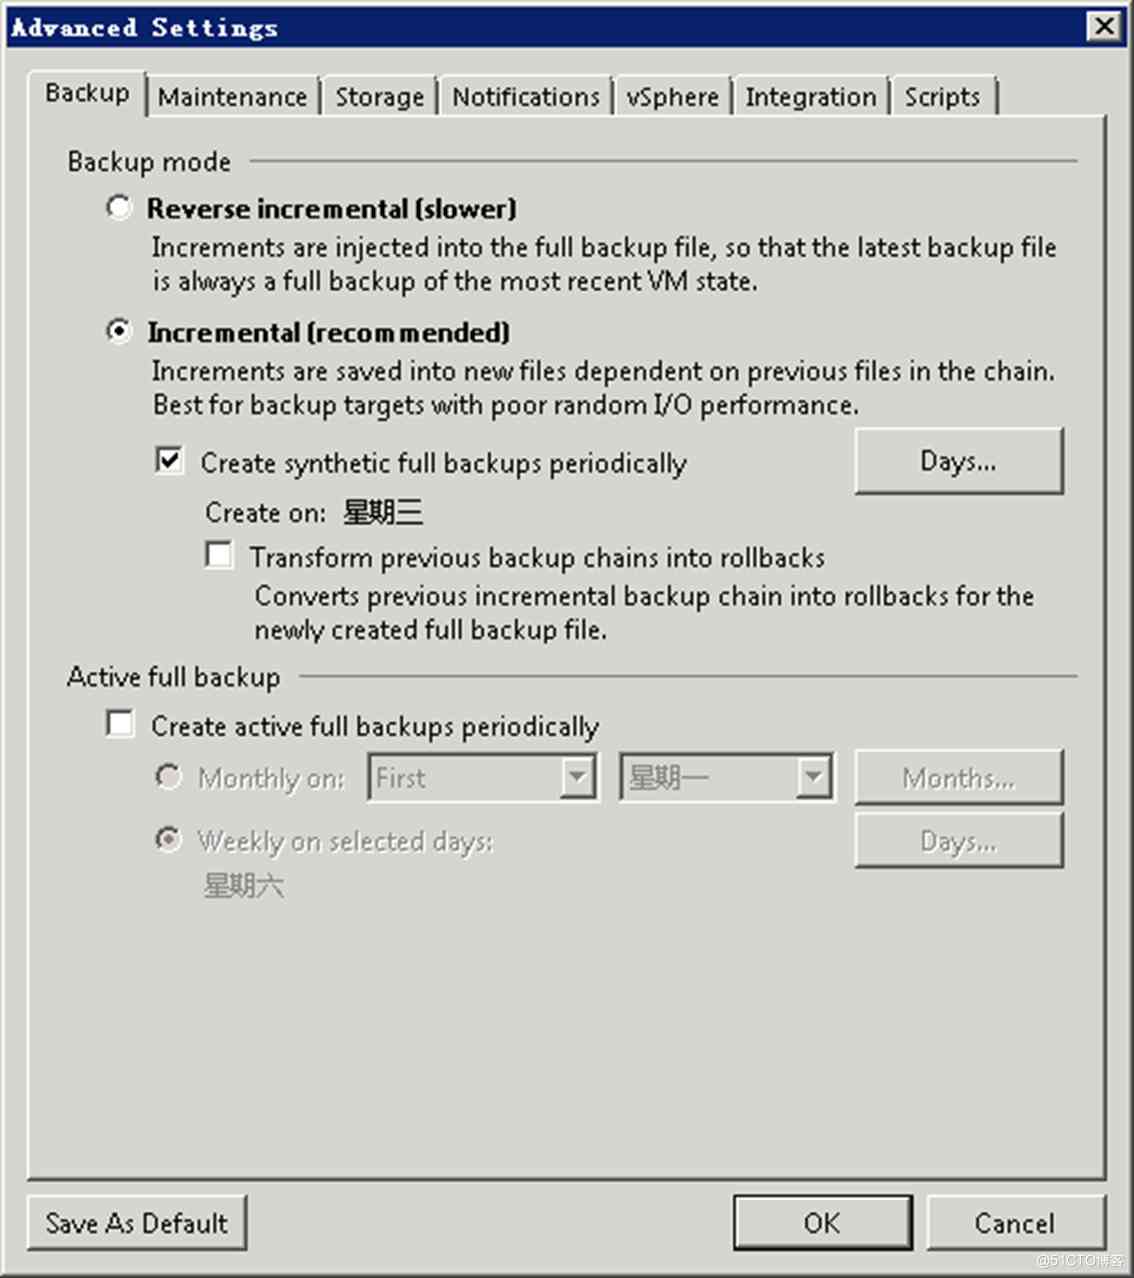 Advanced Settings
Backup Maintenance Storage Notifications vSphere Integration Scripts
Backup mode
Reverse incremental (slower)
Increments are injected into the full backup file, so that the latest backup file
is always a full backup of the most recent VM state.
Incremental (recommended)
Increments are saved into new files dependent on previous files in the chain.
Best for backup targets with poor random I/O performance.
Create synthetic full backups periodically Days...
Create on: 星期三
Transform previous backup chains into rollbacks
Converts previous incremental backup chain into rollbacks for the
newly created full backup file.
Active full backup
Create active full backups periodically
Monthly on: First 星期一 Months...
Weekly on selected days: Days...
星期六
Save As Default OK Cancel
@51CTO博客